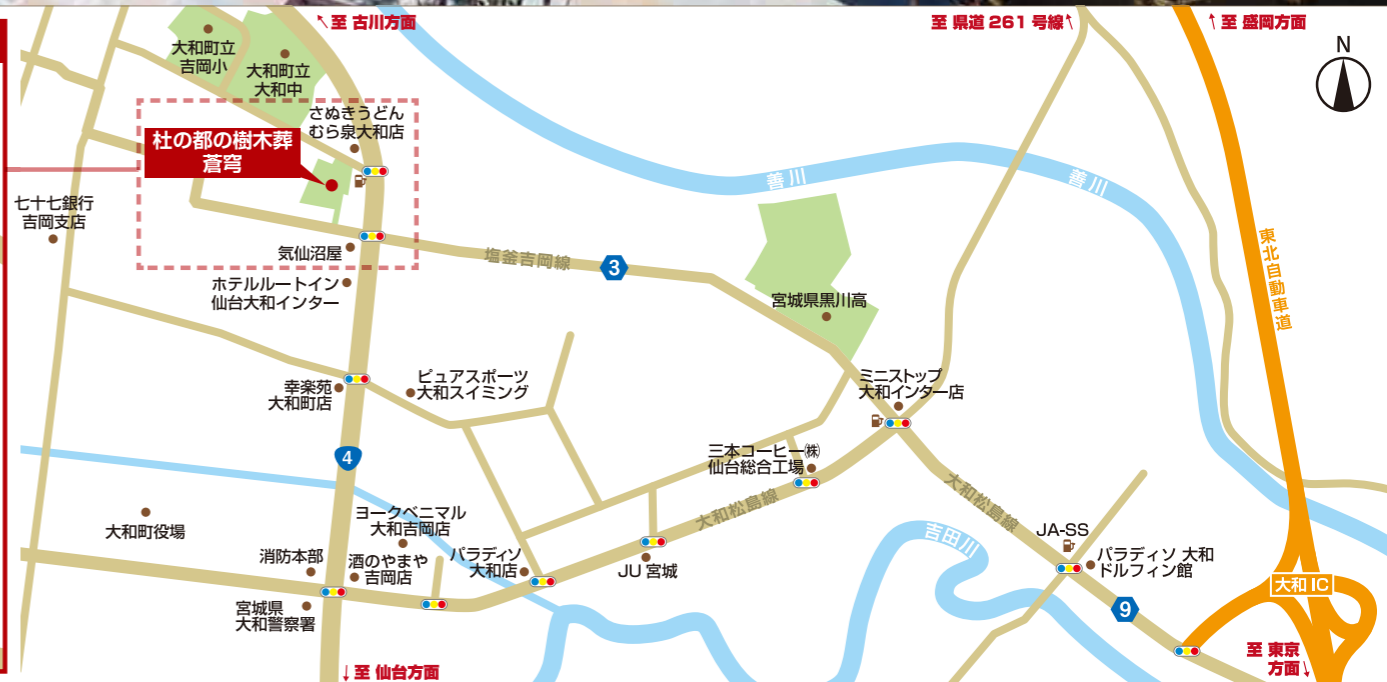 ↖至 古川方面
至 県道 261 号線↑
↑至 盛岡方面
N
大和町立
吉岡小
大和町立
大和中
さぬきうどん
むら泉大和店
杜の都の樹木葬
蒼穹
七十七銀行
吉岡支店
善川
善川
東北自動車道
気仙沼屋
塩釜吉岡線
3
ホテルルートイン
仙台大和インター
宮城県黒川高
幸楽苑
大和町店
ピュアスポーツ
大和スイミング
ミニストップ
大和インター店
4
三本コーヒー㈱
仙台総合工場
大和松島線
大和松島線
大和町役場
ヨークベニマル
大和吉岡店
吉田川
JA-SS
消防本部
酒のやまや
吉岡店
パラディソ
大和店
JU 宮城
パラディソ 大和
ドルフィン館
大和 IC
宮城県
大和警察署
9
至 東京
方面↓
↓至 仙台方面